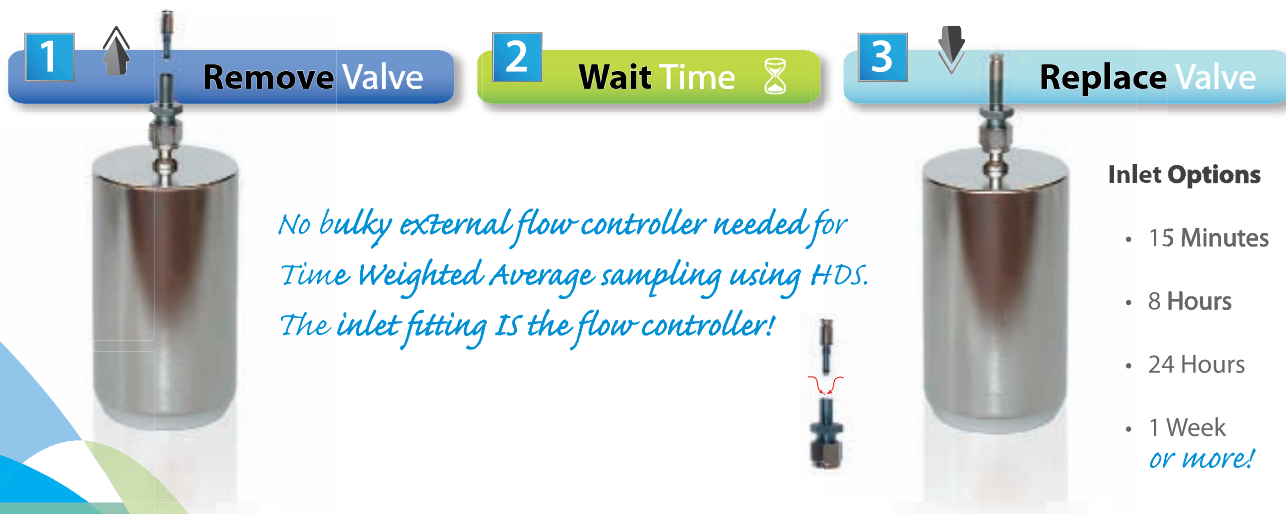 1
Remove Valve
2
Wait Time
3
Replace Valve
No bulky external flow controller needed for
Time Weighted Average sampling using HDS.
The inlet fitting IS the flow controller!
Inlet Options
• 15 Minutes
• 8 Hours
• 24 Hours
• 1 Week
or more!